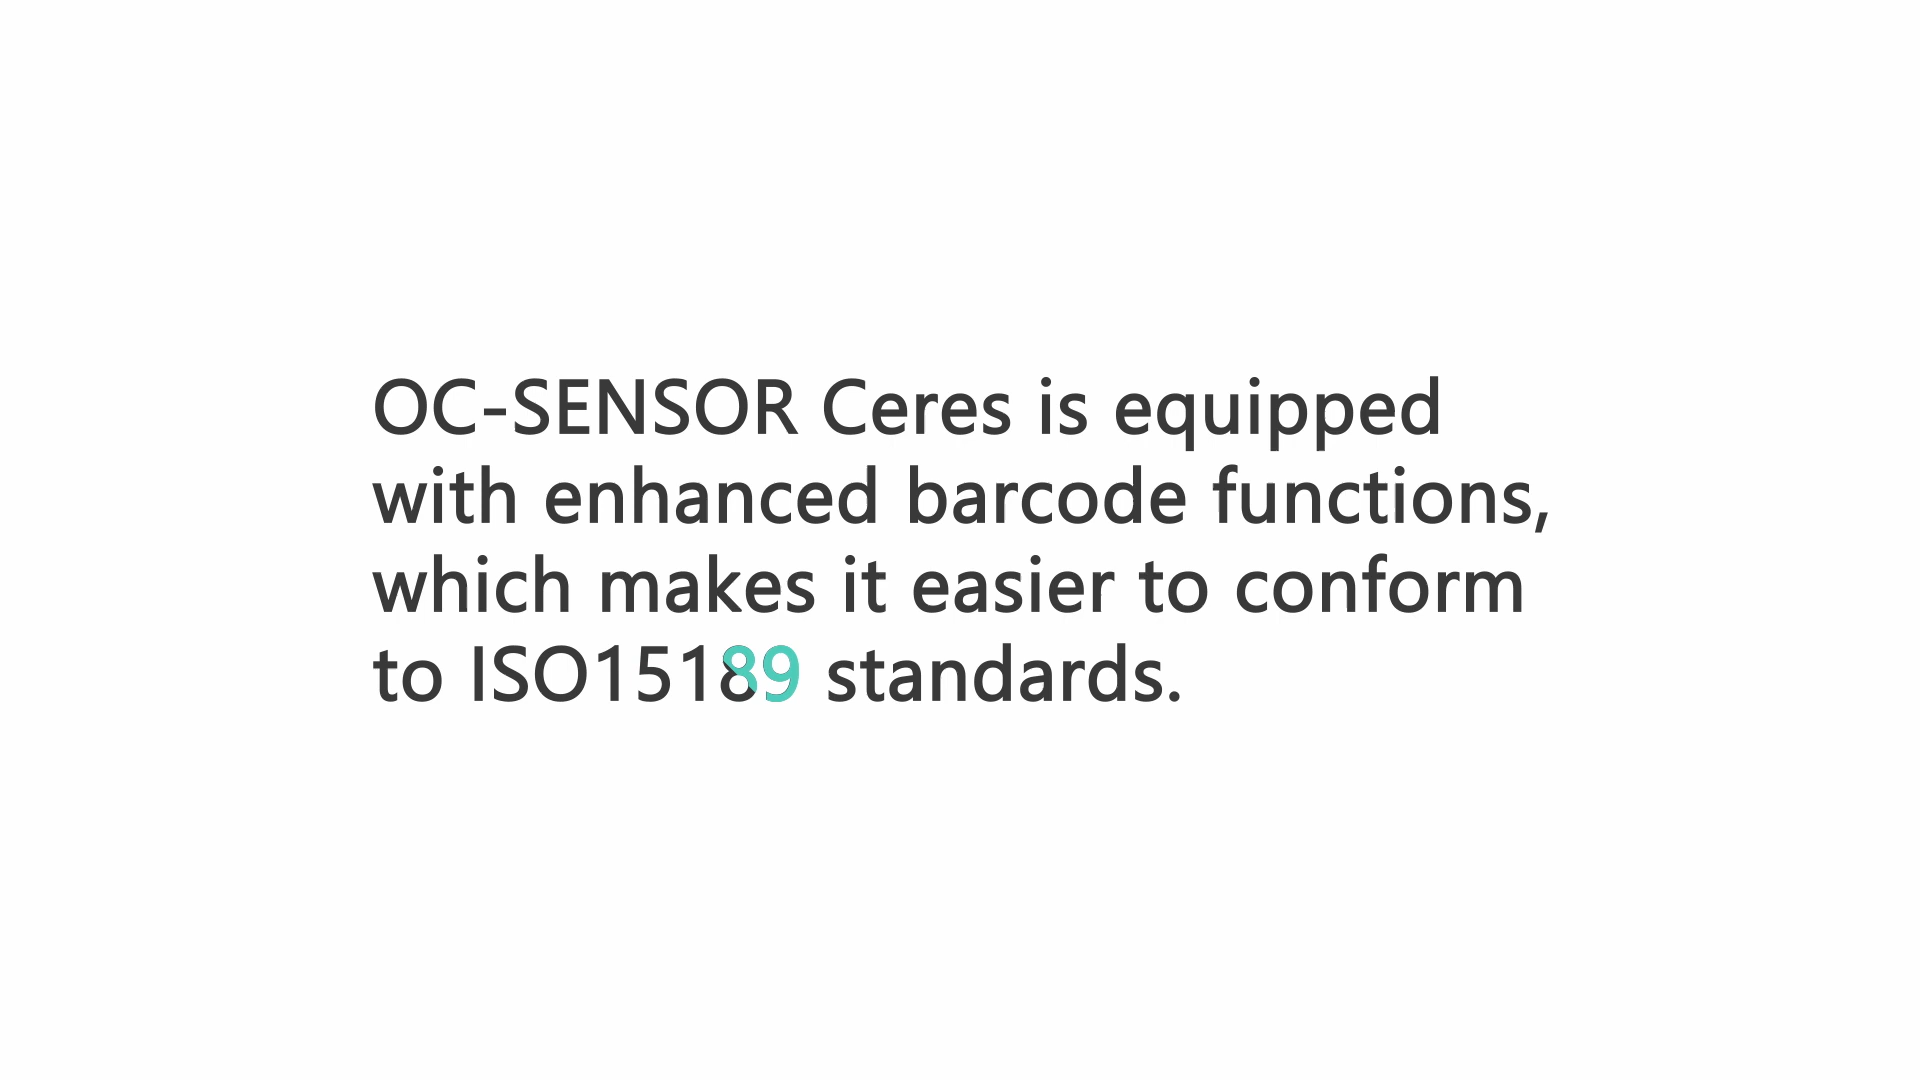 OC-SENSOR Ceres is equipped
with enhanced barcode functions,
which makes it easier to conform
to ISO15189 standards.